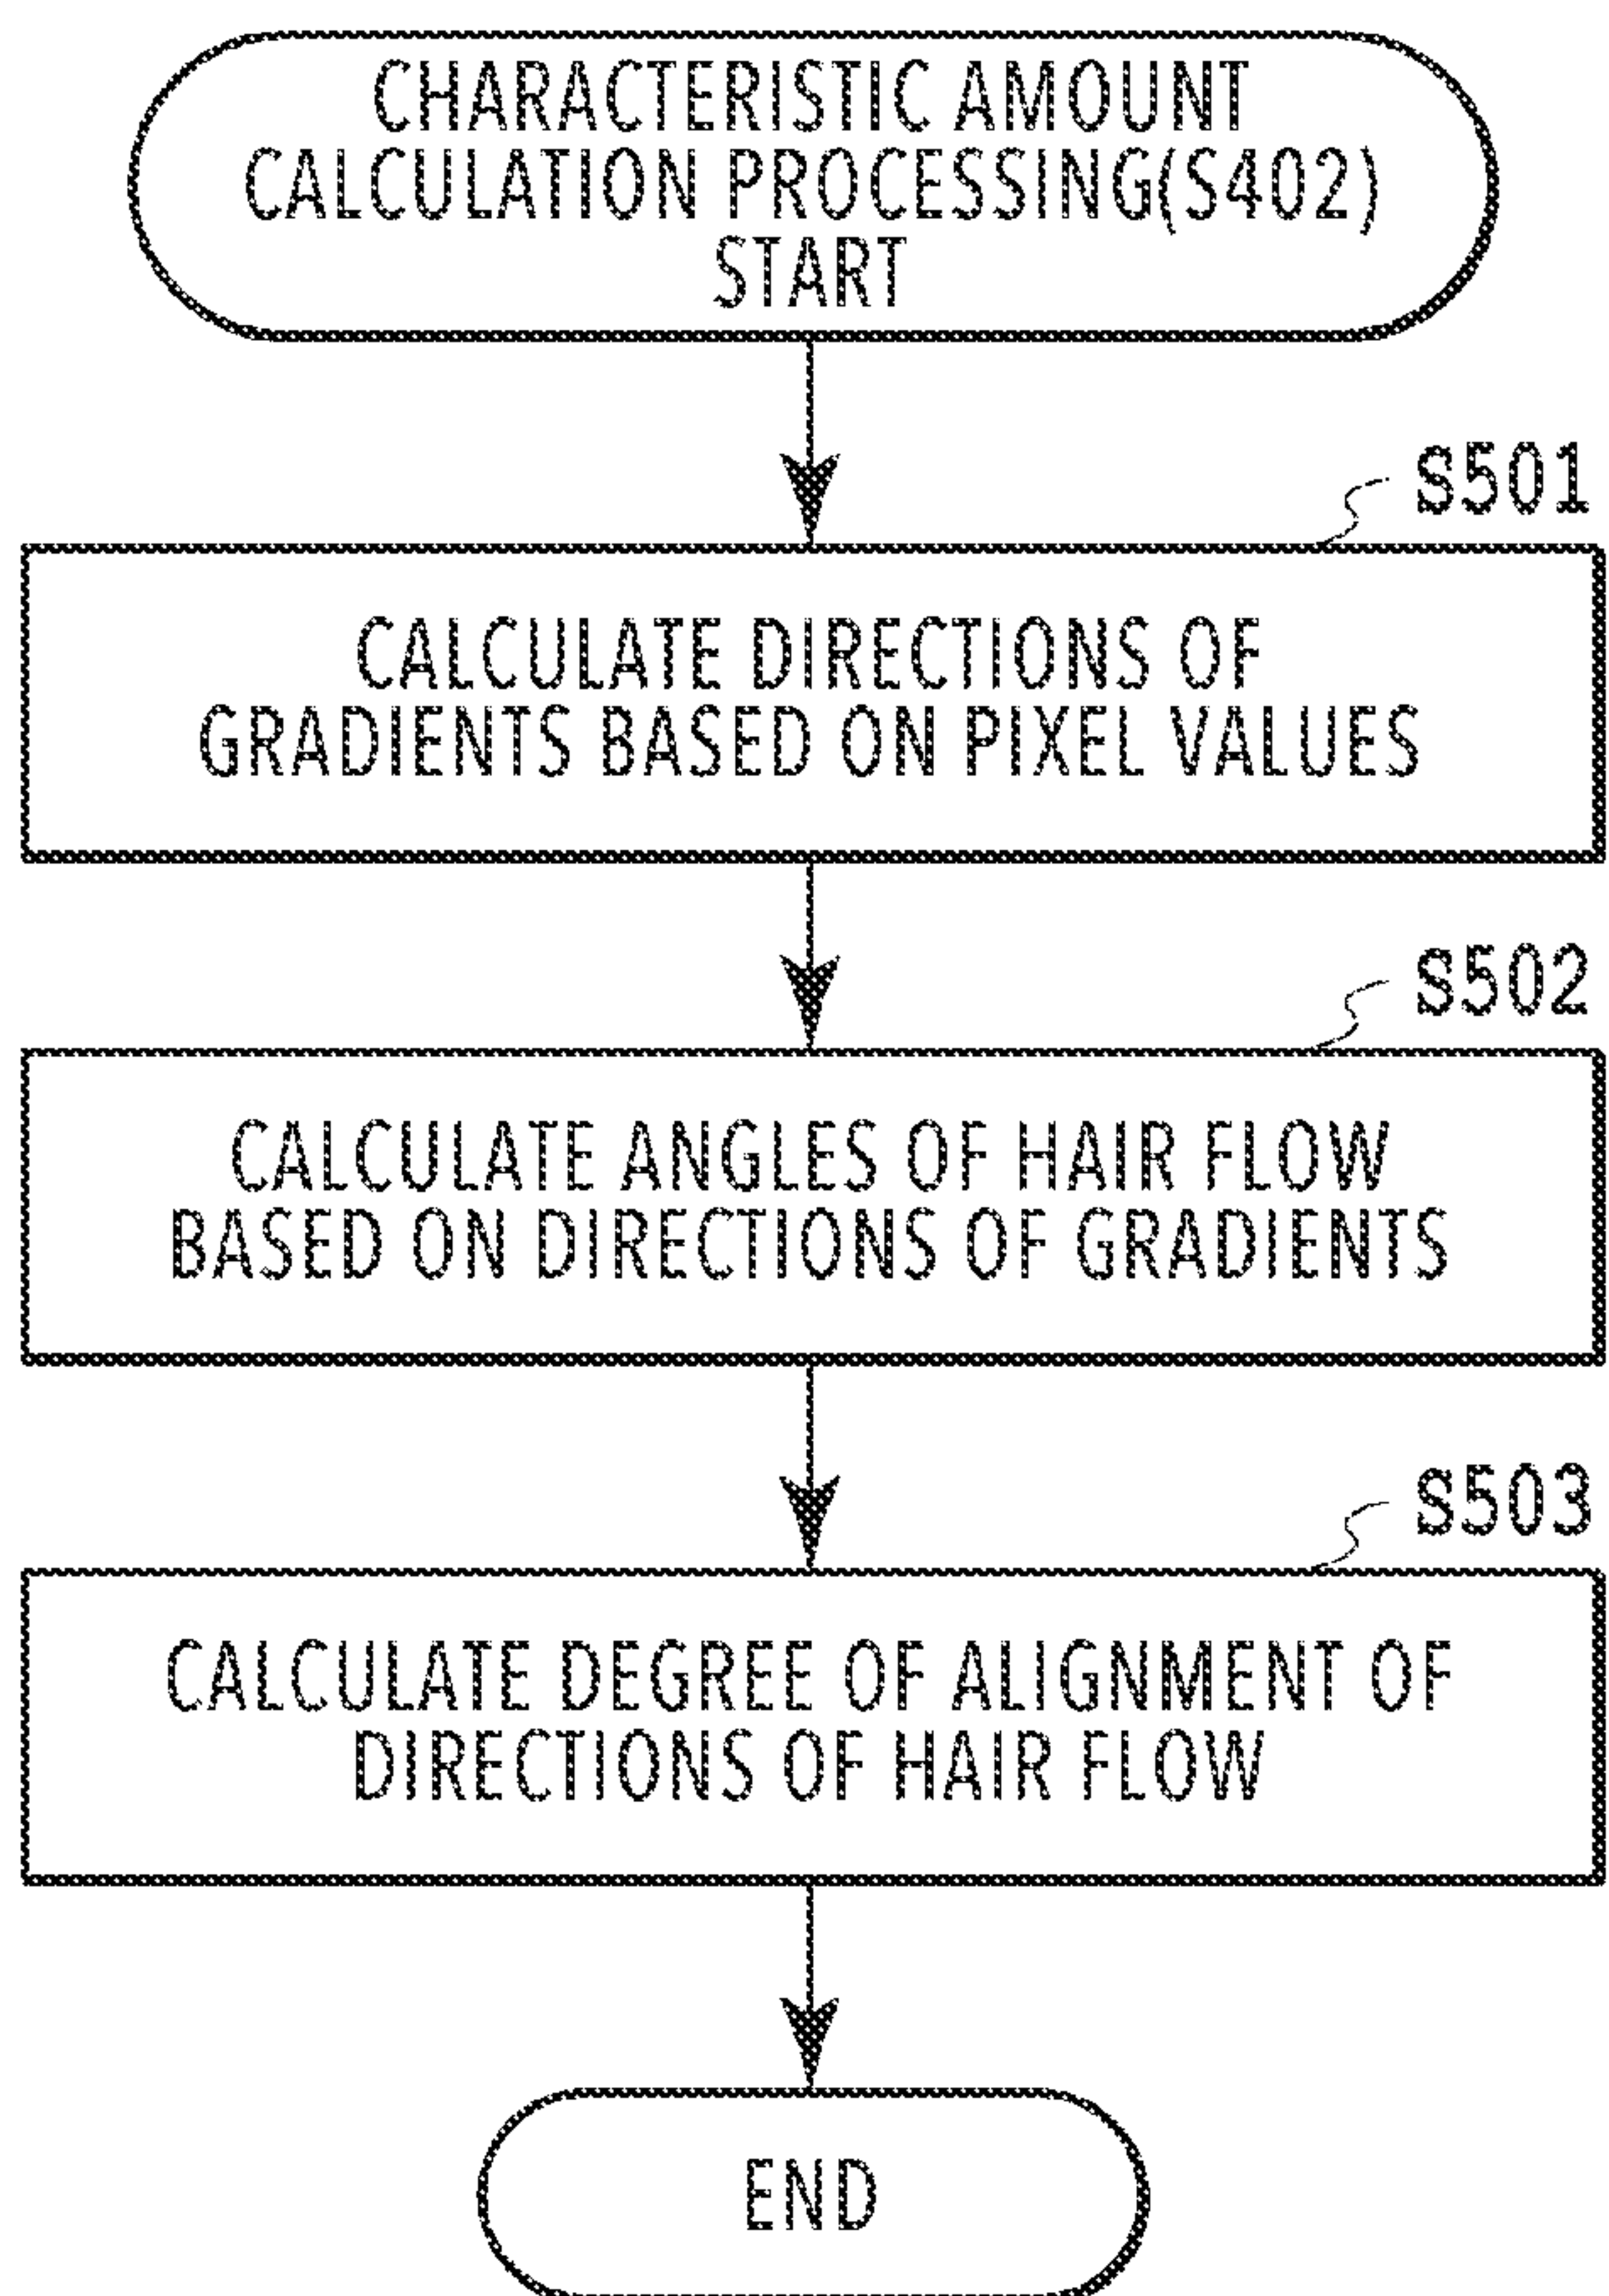 CHARACTERISTIC AMOUNT
CALCULATION PROCESSING(S402)
START
S501
CALCULATE DIRECTIONS OF
GRADIENTS BASED ON PIXEL VALUES
S502
CALCULATE ANGLES OF HAIR FLOW
BASED ON DIRECTIONS OF GRADIENTS
S503
CALCULATE DEGREE OF ALIGNMENT OF
DIRECTIONS OF HAIR FLOW
END